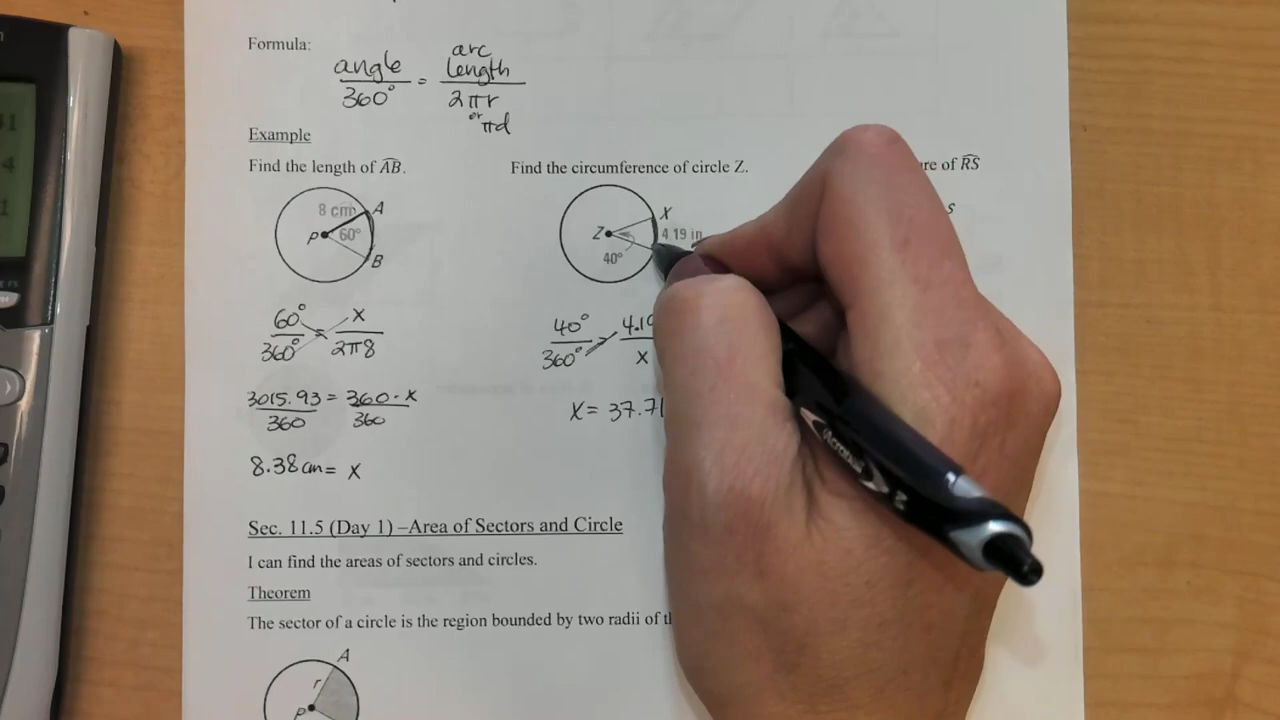 Formula:
angle
360°
=
arc
length
2πr
or πd
Example
Find the length of AB.
8 cm A
P 60°
B
60°
360°
=
x
2π8
3015.93 = 360·x
360 360
8.38cm = x
Find the circumference of circle Z.
X
Z
4.19 in
40°
40°
360°
=
4.19
x
x = 37.71
re of RS
S
Sec. 11.5 (Day 1) –Area of Sectors and Circle
I can find the areas of sectors and circles.
Theorem
The sector of a circle is the region bounded by two radii of
A
r
P
Acroball